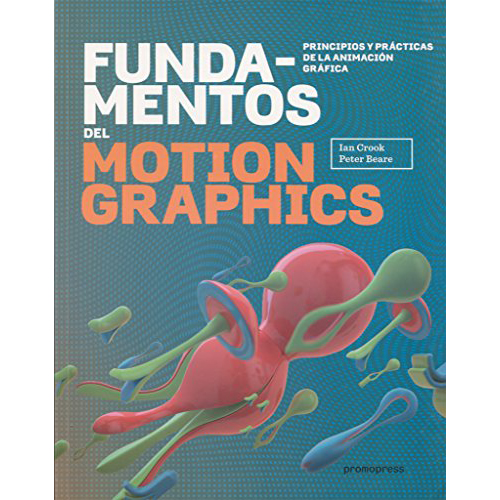 FUNDA-
MENTOS
DEL
MOTION
GRAPHICS
PRINCIPIOS Y PRÁCTICAS
DE LA ANIMACIÓN
GRÁFICA
Ian Crook
Peter Beare
promopress